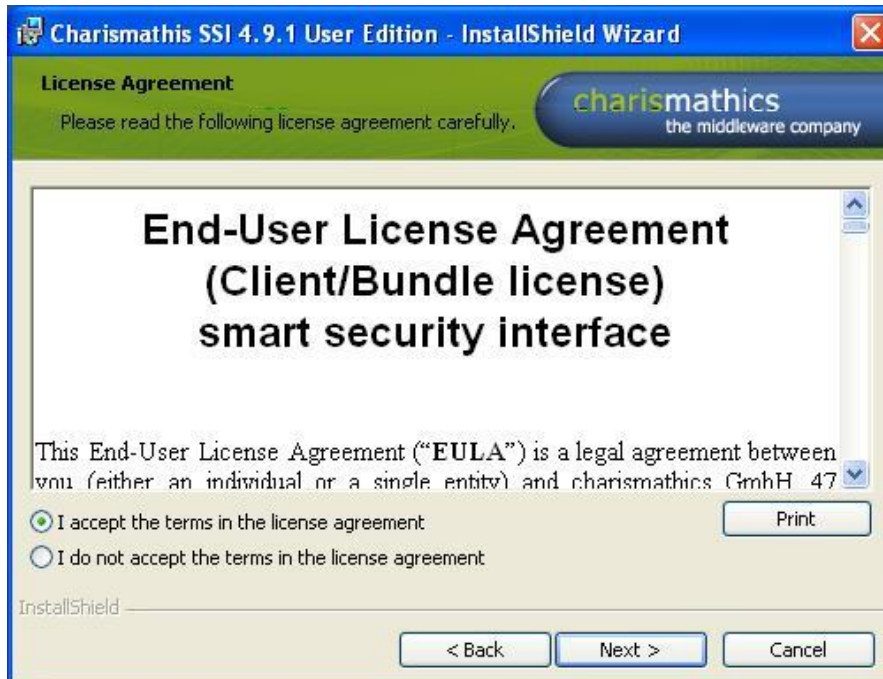 Charismathis SSI 4.9.1 User Edition - InstallShield Wizard
License Agreement
Please read the following license agreement carefully.
charismathics
the middleware company
End-User License Agreement
(Client/Bundle license)
smart security interface
This End-User License Agreement (“EULA”) is a legal agreement between
you (either an individual or a single entity) and charismathics GmbH 47
I accept the terms in the license agreement
Print
I do not accept the terms in the license agreement
InstallShield
< Back
Next >
Cancel